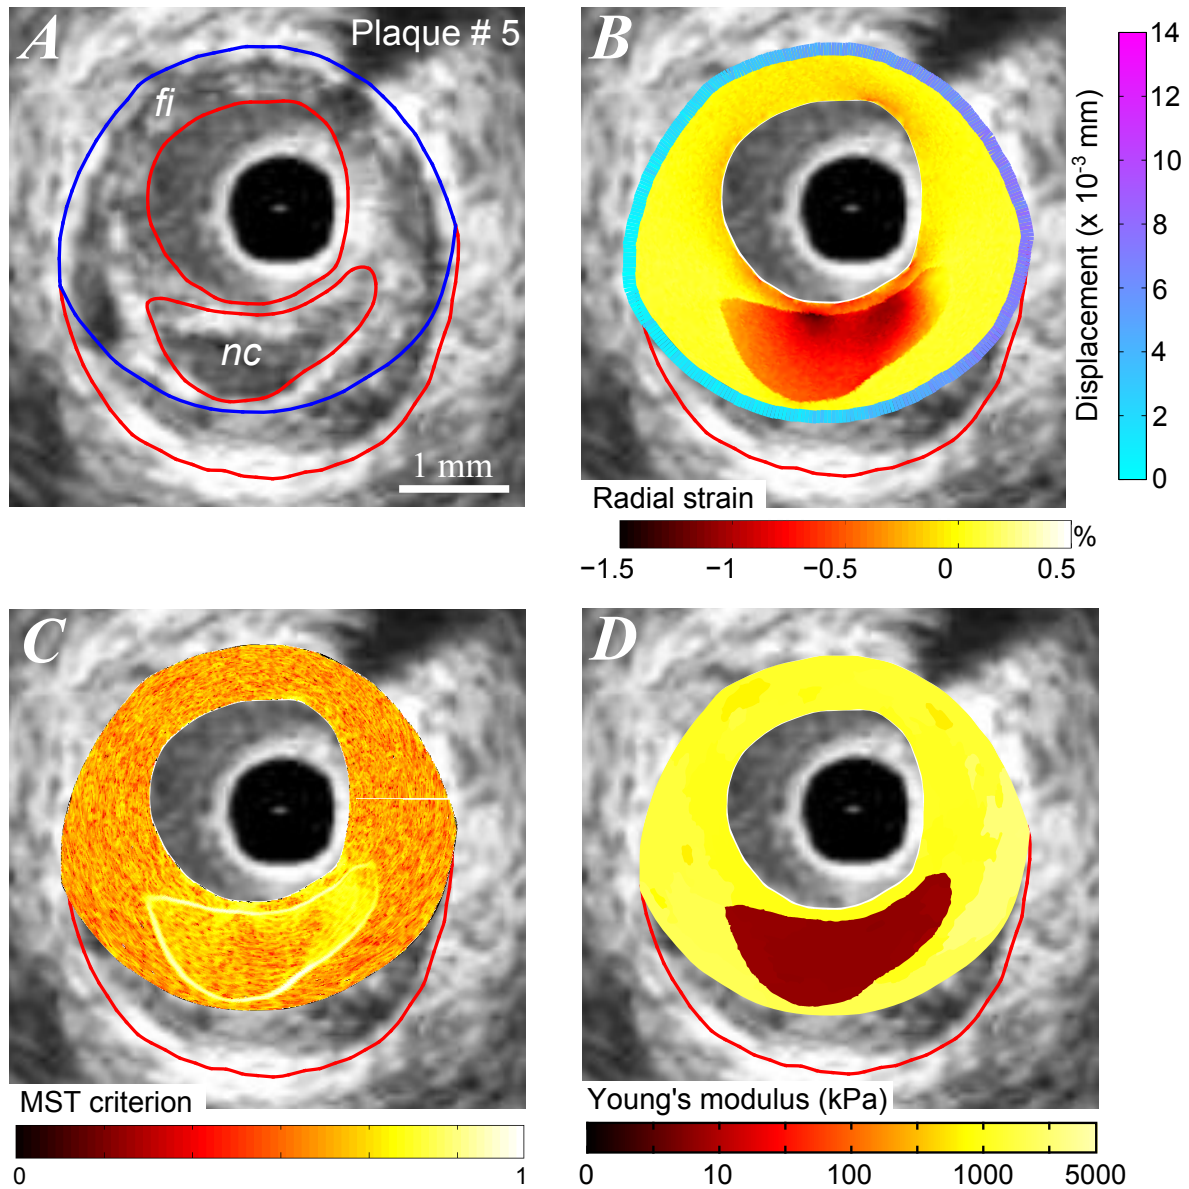 A
Plaque # 5
fi
nc
1 mm
B
14
12
10
8
6
4
2
0
Displacement (x 10⁻³ mm)
Radial strain
%
−1.5 −1 −0.5 0 0.5
C
MST criterion
0 1
D
Young's modulus (kPa)
0 10 100 1000 5000